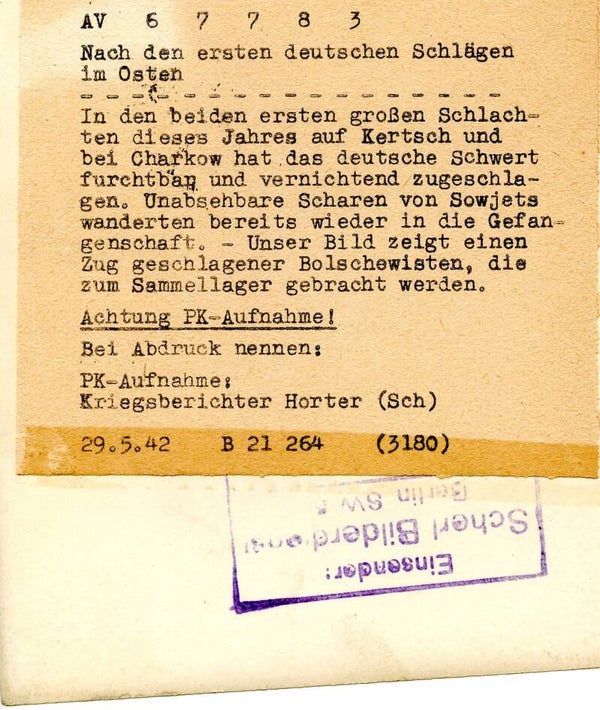 AV 6 7 7 8 3
Nach den ersten deutschen Schlägen
im Osten
In den beiden ersten großen Schlach-
ten dieses Jahres auf Kertsch und
bei Charkow hat das deutsche Schwert
furchtbar und vernichtend zugeschla-
gen. Unabsehbare Scharen von Sowjets
wanderten bereits wieder in die Gefan-
genschaft. - Unser Bild zeigt einen
Zug geschlagener Bolschewisten, die
zum Sammellager gebracht werden.
Achtung PK-Aufnahme!
Bei Abdruck nennen:
PK-Aufnahme:
Kriegsberichter Horter (Sch)
29.5.42 B 21 264 (3180)
Einsender:
Scherl
Berlin SW